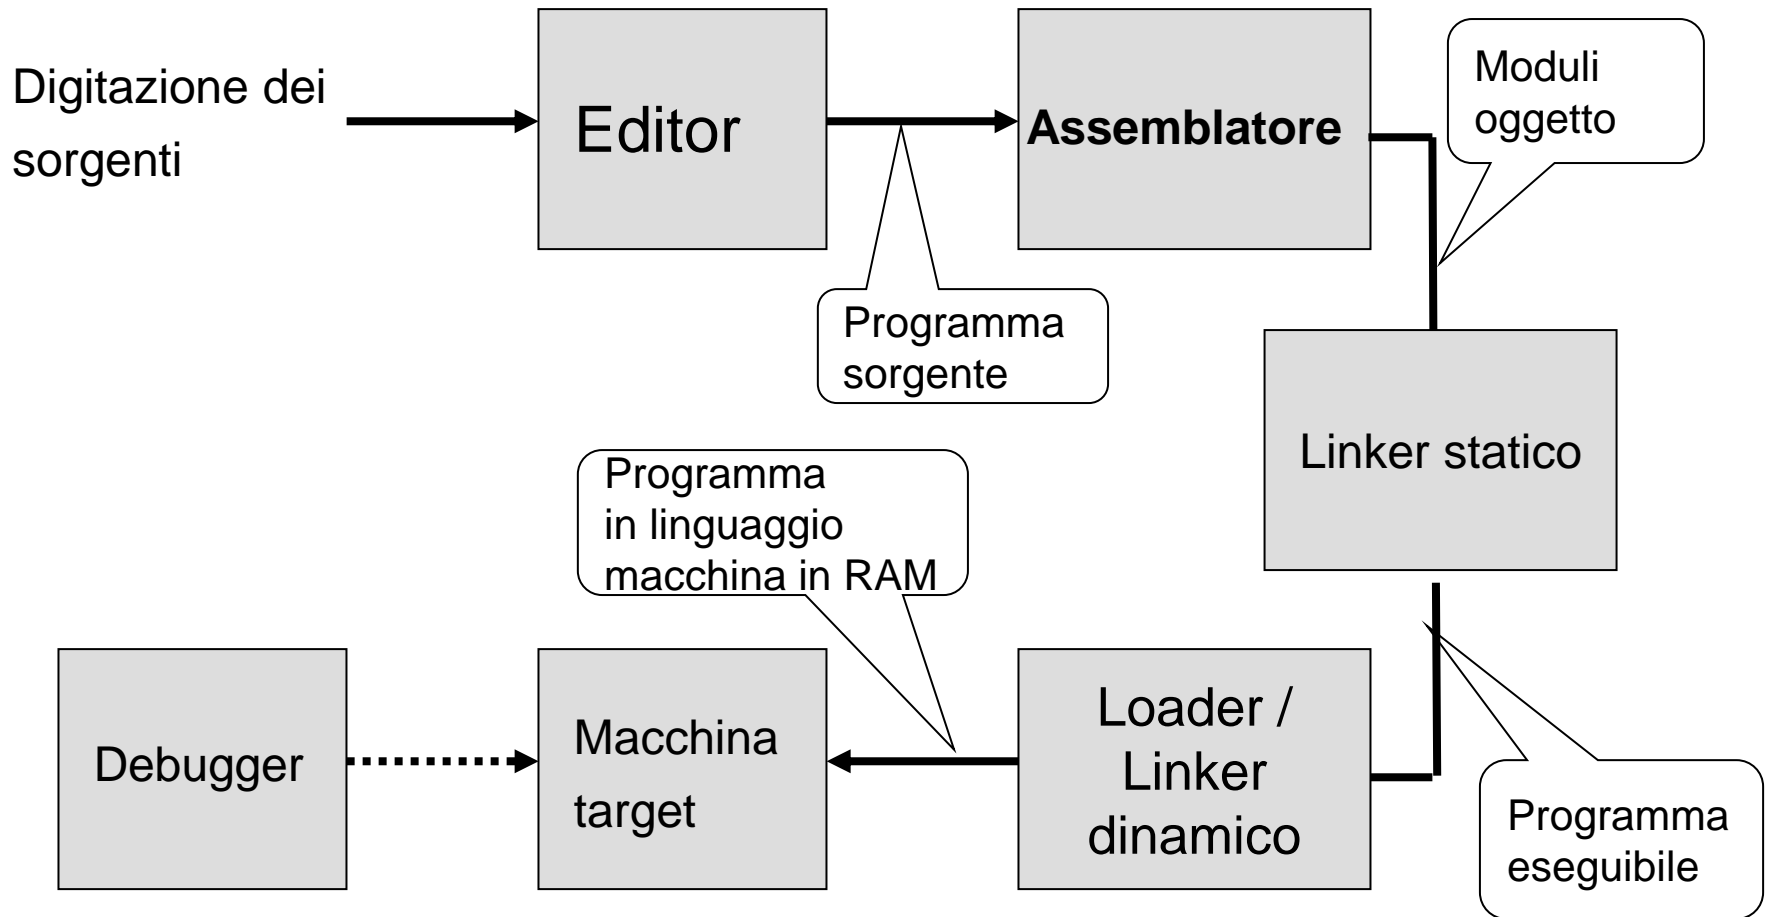 Digitazione dei
sorgenti
Editor
Assemblatore
Moduli
oggetto
Programma
sorgente
Linker statico
Programma
in linguaggio
macchina in RAM
Debugger
Macchina
target
Loader /
Linker
dinamico
Programma
eseguibile